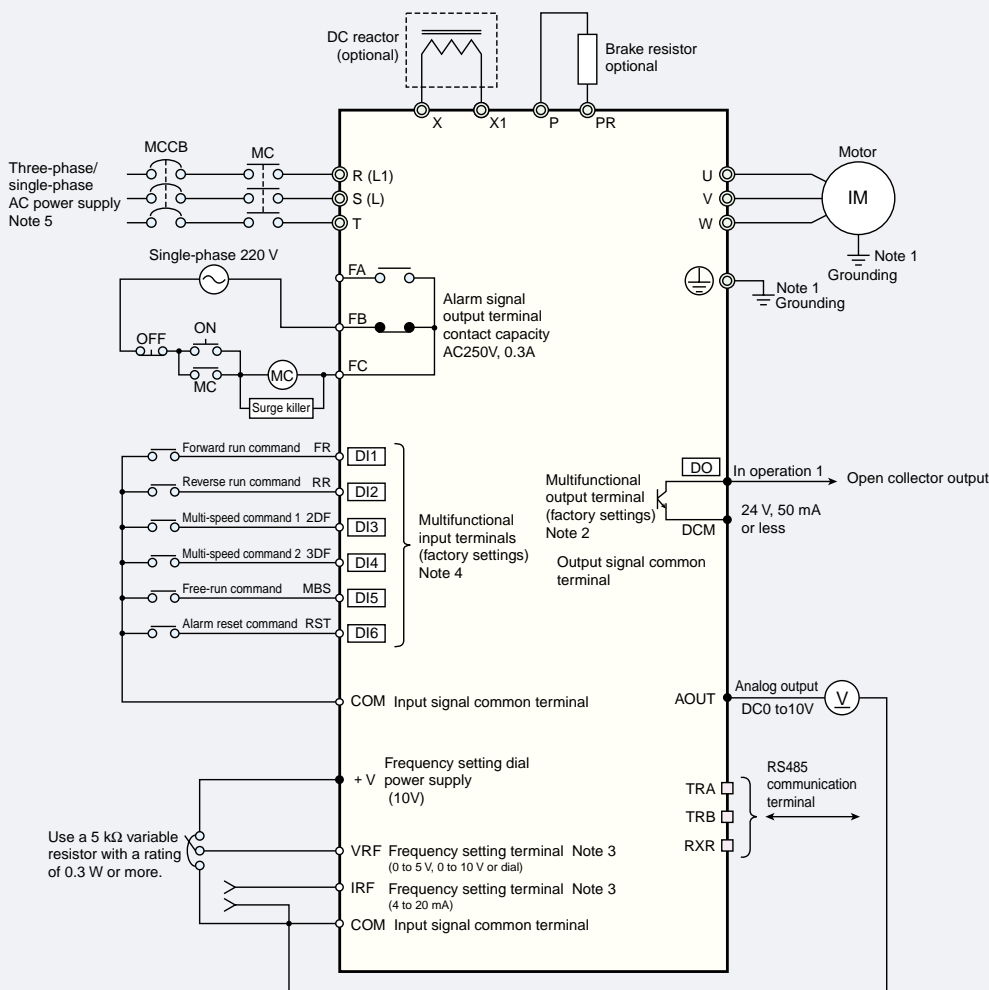 DC reactor
(optional)
Brake resistor
optional
X
X1
P
PR
MCCB
MC
Three-phase/
single-phase
AC power supply
Note 5
R (L1)
S (L)
T
U
V
W
Motor
IM
Note 1
Grounding
Note 1
Grounding
Single-phase 220 V
FA
FB
FC
Alarm signal
output terminal
contact capacity
AC250V, 0.3A
OFF
ON
MC
MC
Surge killer
Forward run command FR
DI1
Reverse run command RR
DI2
Multi-speed command 1 2DF
DI3
Multi-speed command 2 3DF
DI4
Free-run command MBS
DI5
Alarm reset command RST
DI6
Multifunctional
input terminals
(factory settings)
Note 4
COM Input signal common terminal
Multifunctional
output terminal
(factory settings)
Note 2
DO
DCM
In operation 1
Open collector output
24 V, 50 mA
or less
Output signal common
terminal
AOUT
Analog output
DC0 to10V
V
+ V
Frequency setting dial
power supply
(10V)
TRA
TRB
RXR
RS485
communication
terminal
Use a 5 kΩ variable
resistor with a rating
of 0.3 W or more.
VRF Frequency setting terminal Note 3
(0 to 5 V, 0 to 10 V or dial)
IRF Frequency setting terminal Note 3
(4 to 20 mA)
COM Input signal common terminal